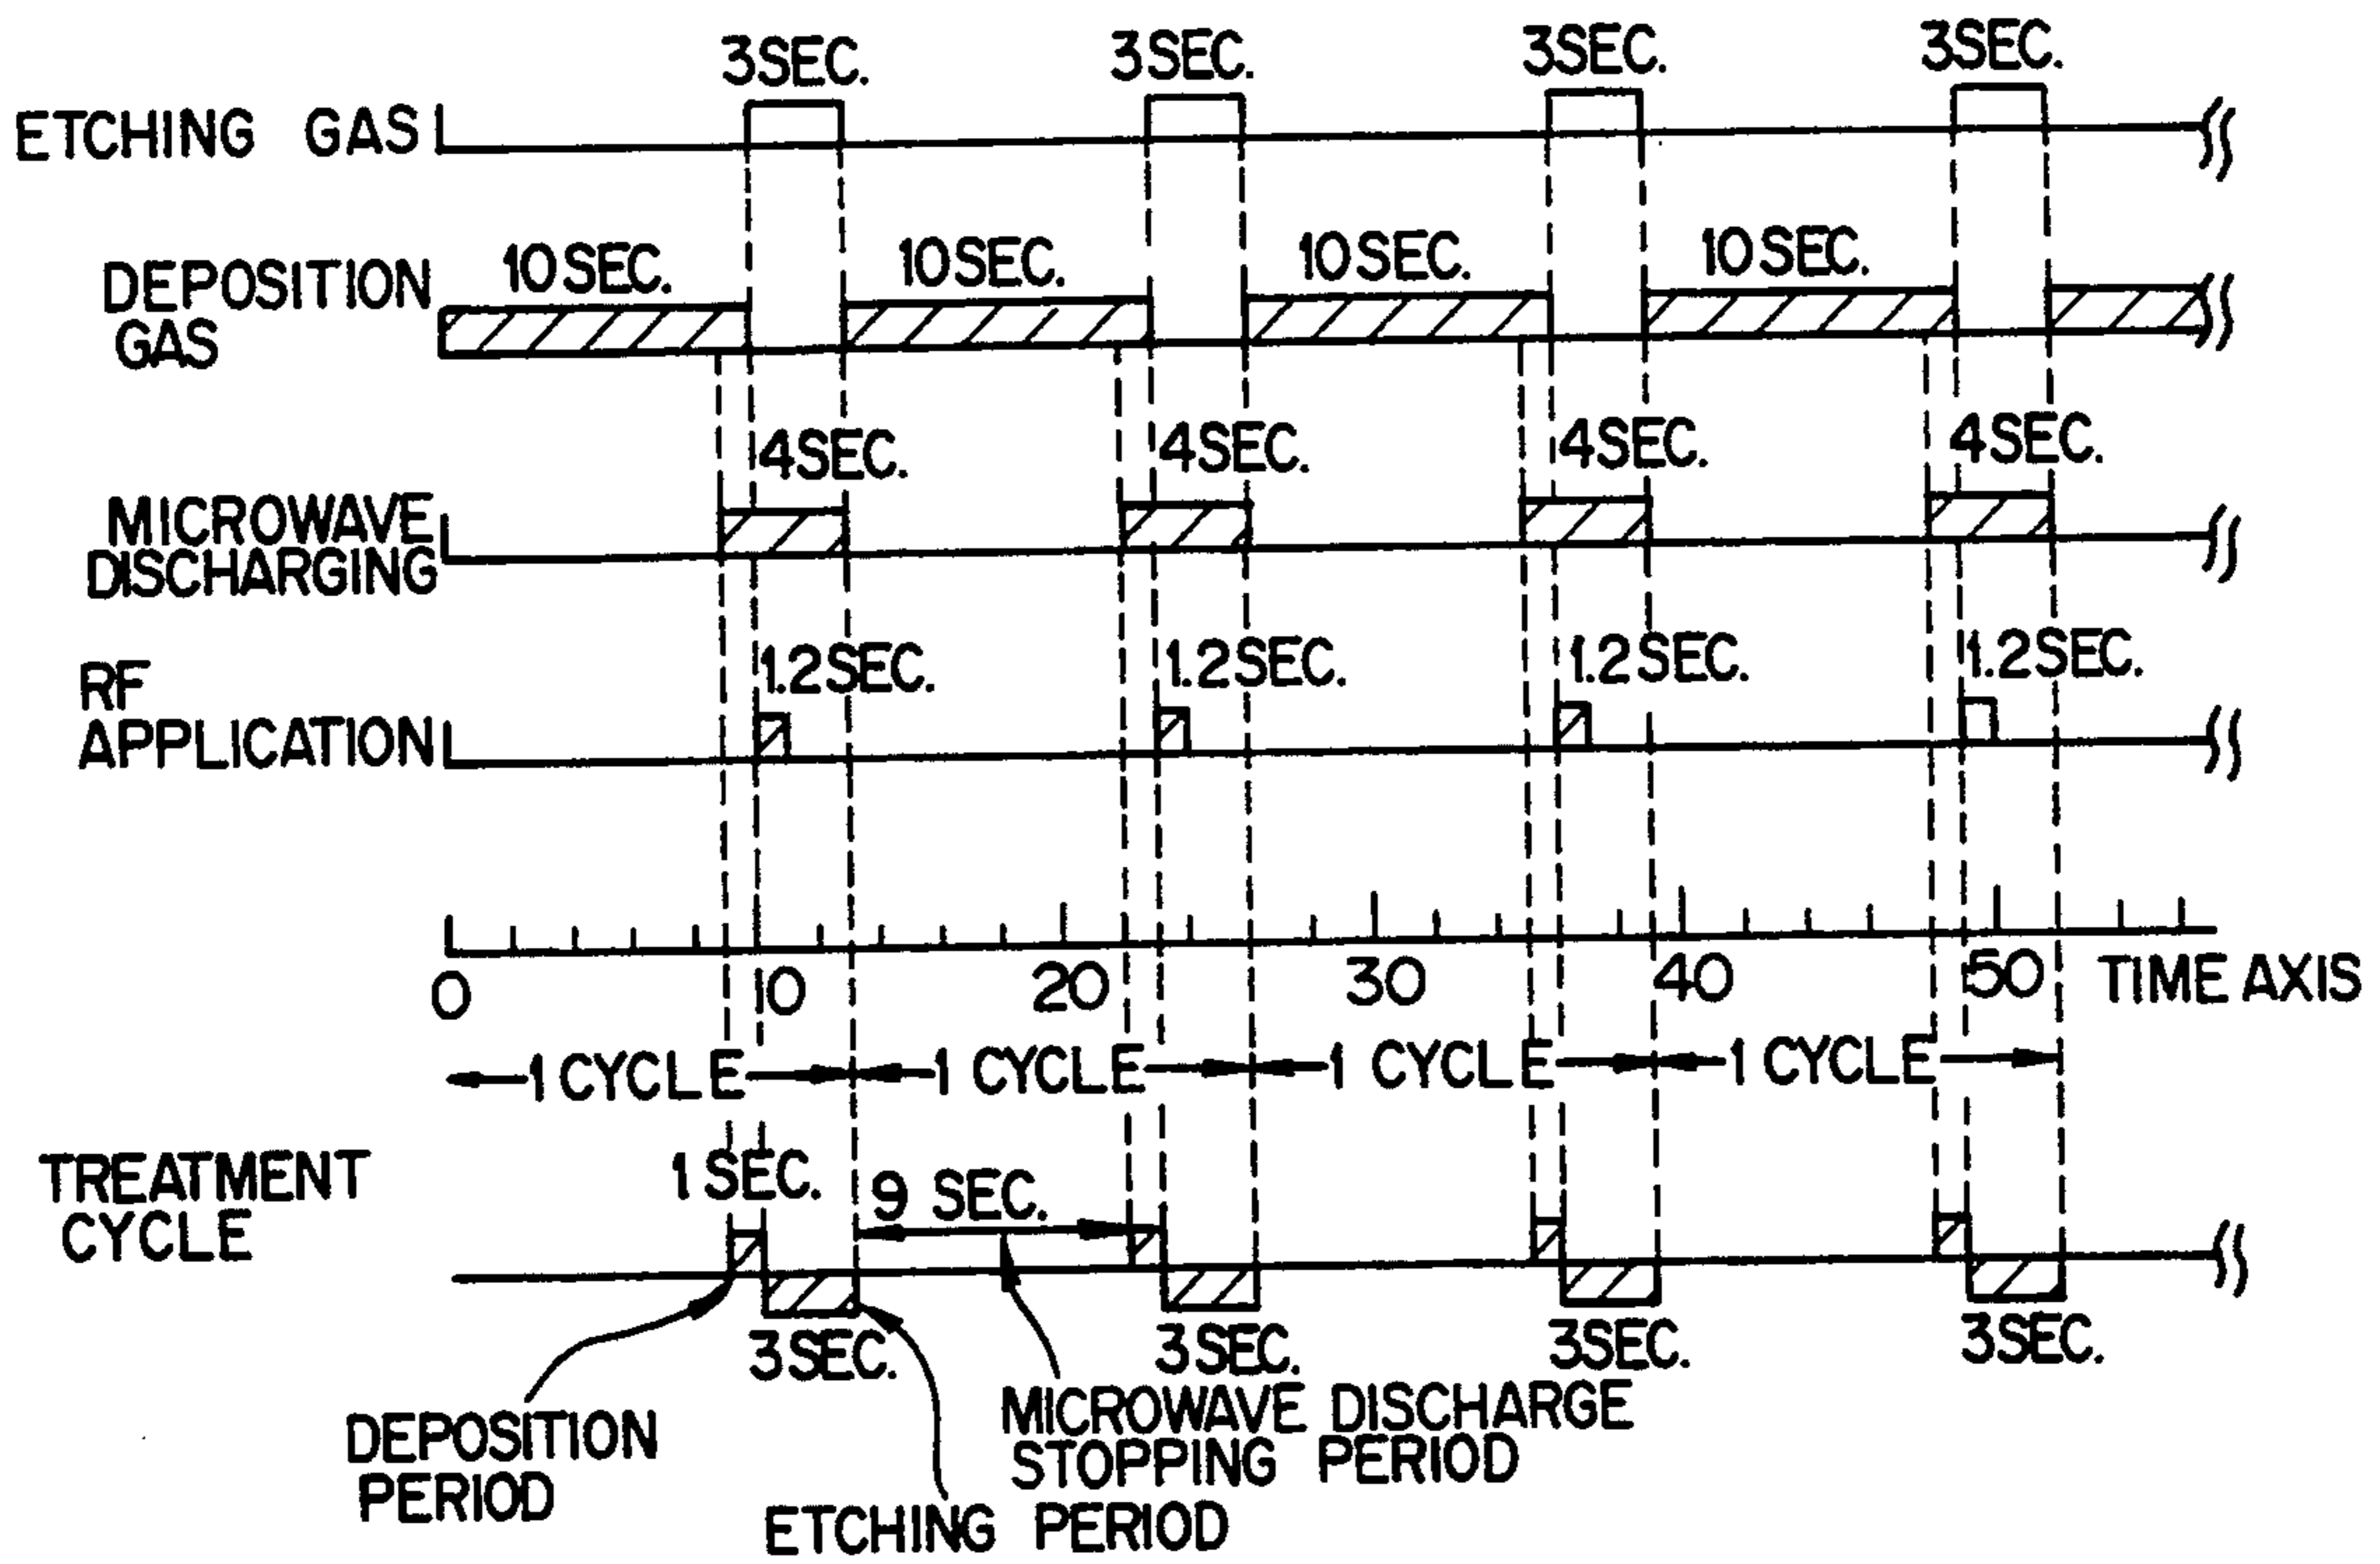 3SEC. 3SEC. 3SEC. 3SEC.
ETCHING GAS
10SEC. 10SEC. 10SEC. 10SEC.
DEPOSITION
GAS
4SEC. 4SEC. 4SEC. 4SEC.
MICROWAVE
DISCHARGING
1.2SEC. 1.2SEC. 1.2SEC. 1.2SEC.
RF
APPLICATION
0 10 20 30 40 50 TIME AXIS
1 CYCLE 1 CYCLE 1 CYCLE 1 CYCLE
TREATMENT
CYCLE
1 SEC. 9 SEC.
3SEC. 3SEC. 3SEC. 3SEC.
DEPOSITION
PERIOD
MICROWAVE DISCHARGE
STOPPING PERIOD
ETCHING PERIOD